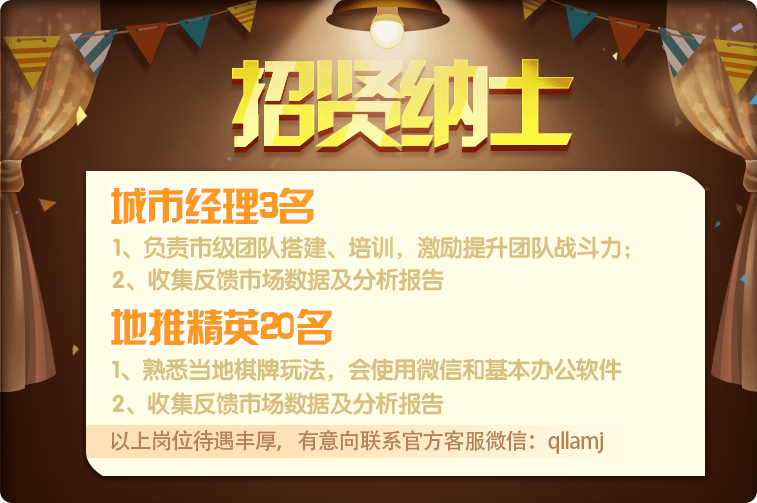 招贤纳士
城市经理3名
1、负责市级团队搭建、培训，激励提升团队战斗力；
2、收集反馈市场数据及分析报告
地推精英20名
1、熟悉当地棋牌玩法，会使用微信和基本办公软件
2、收集反馈市场数据及分析报告
以上岗位待遇丰厚，有意向联系官方客服微信：qllamj